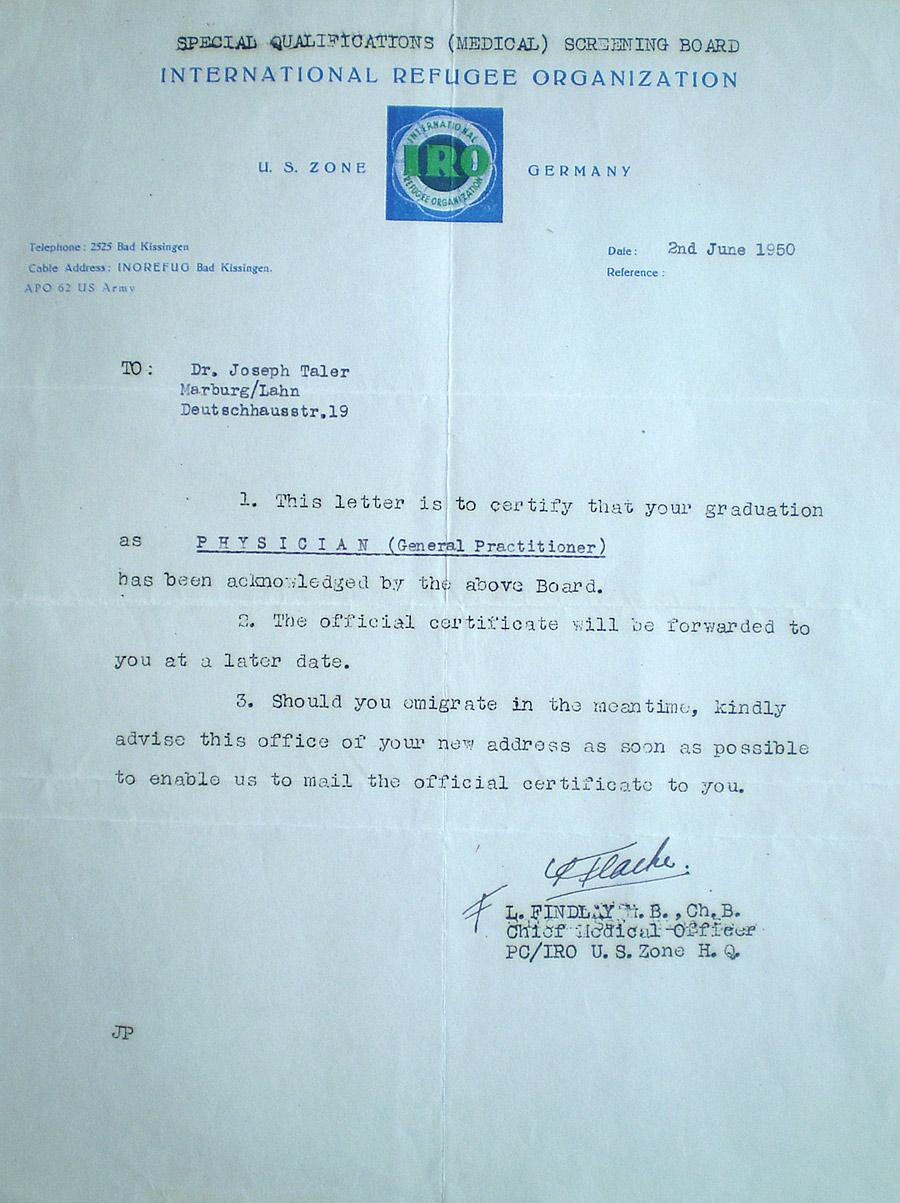 SPECIAL QUALIFICATIONS (MEDICAL) SCREENING BOARD
INTERNATIONAL REFUGEE ORGANIZATION
INTERNATIONAL
U. S. ZONE IRO GERMANY
REFUGEE ORGANIZATION
Telephone: 2525 Bad Kissingen
Cable Address: INOREFUG Bad Kissingen.
APO 62 US Army
Date: 2nd June 1950
Reference:
TO: Dr. Joseph Taler
Marburg/Lahn
Deutschhausstr.19
1. This letter is to certify that your graduation
as P H Y S I C I A N (General Practitioner)
has been acknowledged by the above Board.
2. The official certificate will be forwarded to
you at a later date.
3. Should you emigrate in the meantime, kindly
advise this office of your new address as soon as possible
to enable us to mail the official certificate to you.
L. FINDLAY M. B., Ch. B.
Chief Medical Officer
PC/IRO U.S.Zone H. Q.
JP